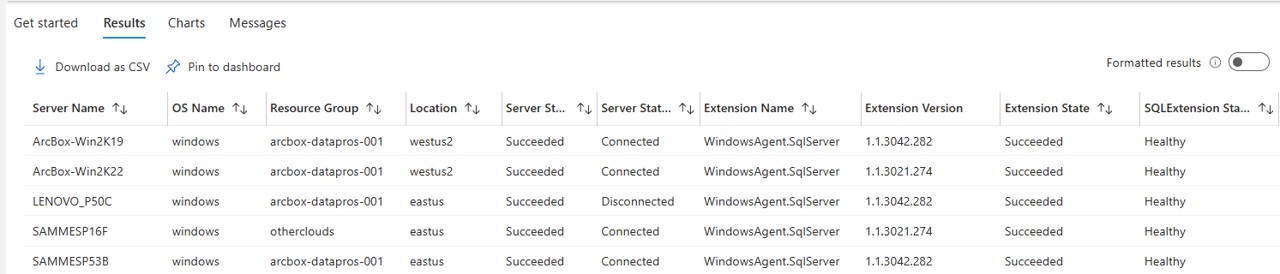 Get started Results Charts Messages
Download as CSV Pin to dashboard Formatted results
Server Name OS Name Resource Group Location Server St... Server Stat... Extension Name Extension Version Extension State SQLExtension Sta...
ArcBox-Win2K19 windows arcbox-datapros-001 westus2 Succeeded Connected WindowsAgent.SqlServer 1.1.3042.282 Succeeded Healthy
ArcBox-Win2K22 windows arcbox-datapros-001 westus2 Succeeded Connected WindowsAgent.SqlServer 1.1.3021.274 Succeeded Healthy
LENOVO_P50C windows arcbox-datapros-001 eastus Succeeded Disconnected WindowsAgent.SqlServer 1.1.3042.282 Succeeded Healthy
SAMMESP16F windows otherclouds eastus Succeeded Connected WindowsAgent.SqlServer 1.1.3021.274 Succeeded Healthy
SAMMESP53B windows arcbox-datapros-001 eastus Succeeded Connected WindowsAgent.SqlServer 1.1.3042.282 Succeeded Healthy